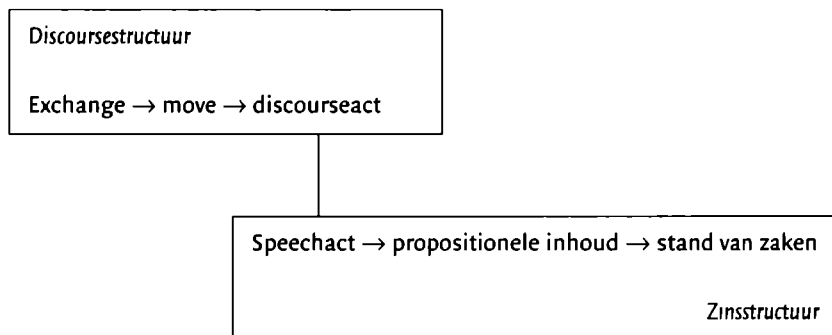 Discoursestructuur
Exchange → move → discourseact
Speechact → propositionele inhoud → stand van zaken
Zinsstructuur